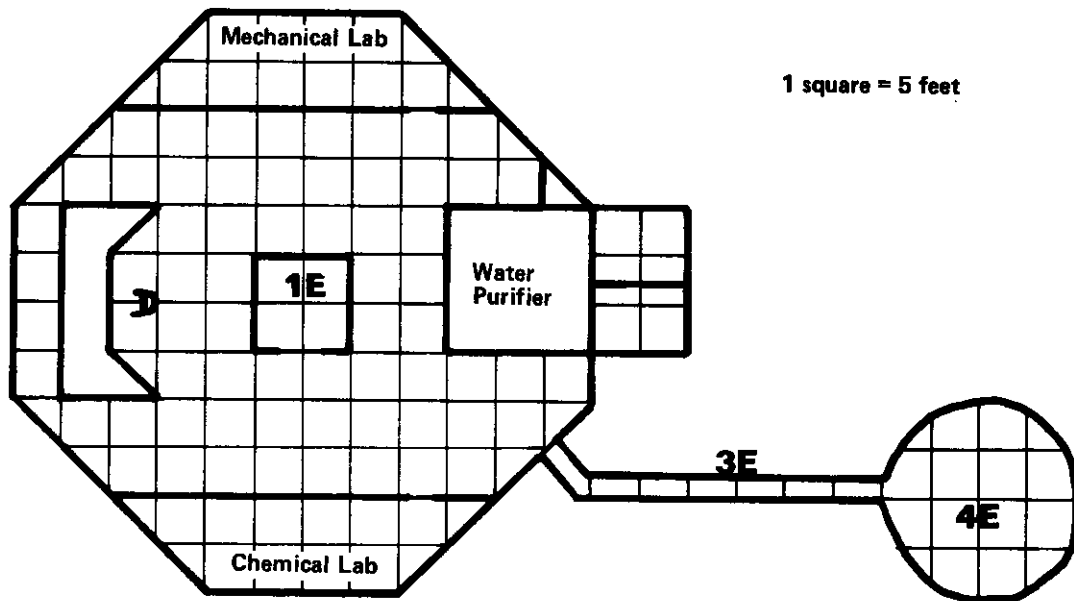 Mechanical Lab
1 square = 5 feet
1E
Water
Purifier
D
3E
4E
Chemical Lab